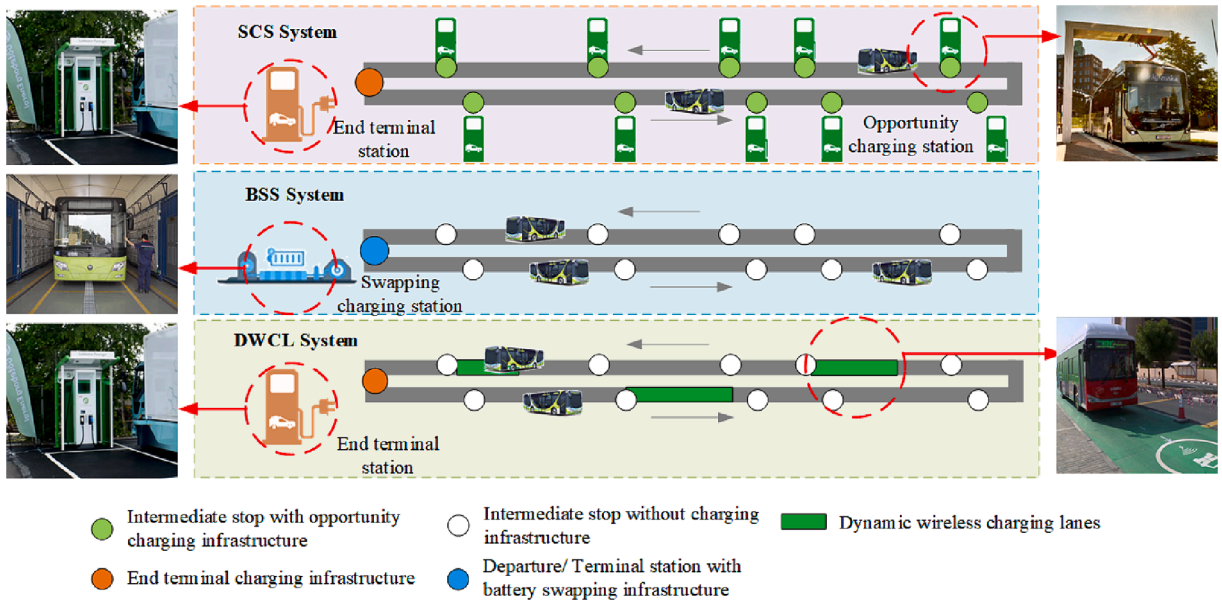 SCS System
End terminal
station
Opportunity
charging station
BSS System
Swapping
charging station
DWCL System
End terminal
station
Intermediate stop with opportunity
charging infrastructure
Intermediate stop without charging
infrastructure
Dynamic wireless charging lanes
End terminal charging infrastructure
Departure/ Terminal station with
battery swapping infrastructure